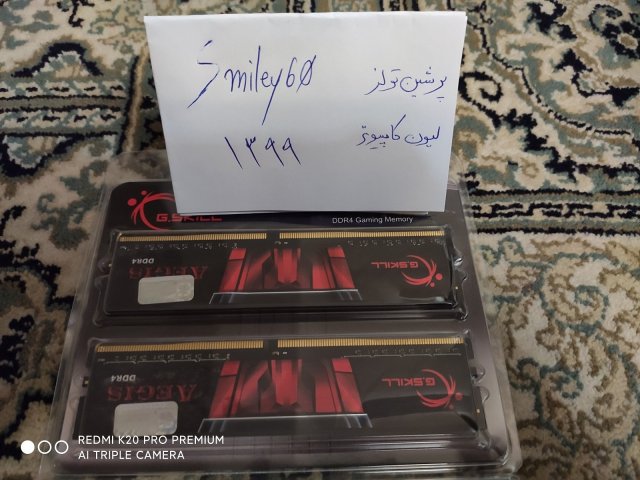 Smiley60
۱۳۹۹
پرشین تولز
لیون کامپیوتر
G.SKILL
DDR4 Gaming Memory
G.SKILL
AEGIS
DDR4
G.SKILL
AEGIS
DDR4
REDMI K20 PRO PREMIUM
AI TRIPLE CAMERA